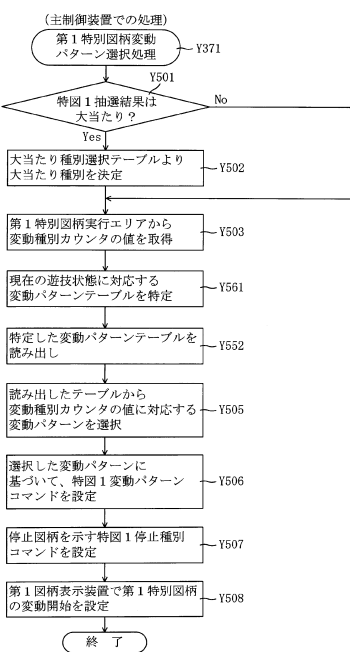 (主制御装置での処理)
第１特別図柄変動
パターン選択処理
Y371
Y501
特図１抽選結果は
大当たり？
No
Yes
大当たり種別選択テーブルより
大当たり種別を決定
Y502
第１特別図柄実行エリアから
変動種別カウンタの値を取得
Y503
現在の遊技状態に対応する
変動パターンテーブルを特定
Y561
特定した変動パターンテーブルを
読み出し
Y552
読み出したテーブルから
変動種別カウンタの値に対応する
変動パターンを選択
Y505
選択した変動パターンに
基づいて、特図１変動パターン
コマンドを設定
Y506
停止図柄を示す特図１停止種別
コマンドを設定
Y507
第１図柄表示装置で第１特別図柄
の変動開始を設定
Y508
終 了